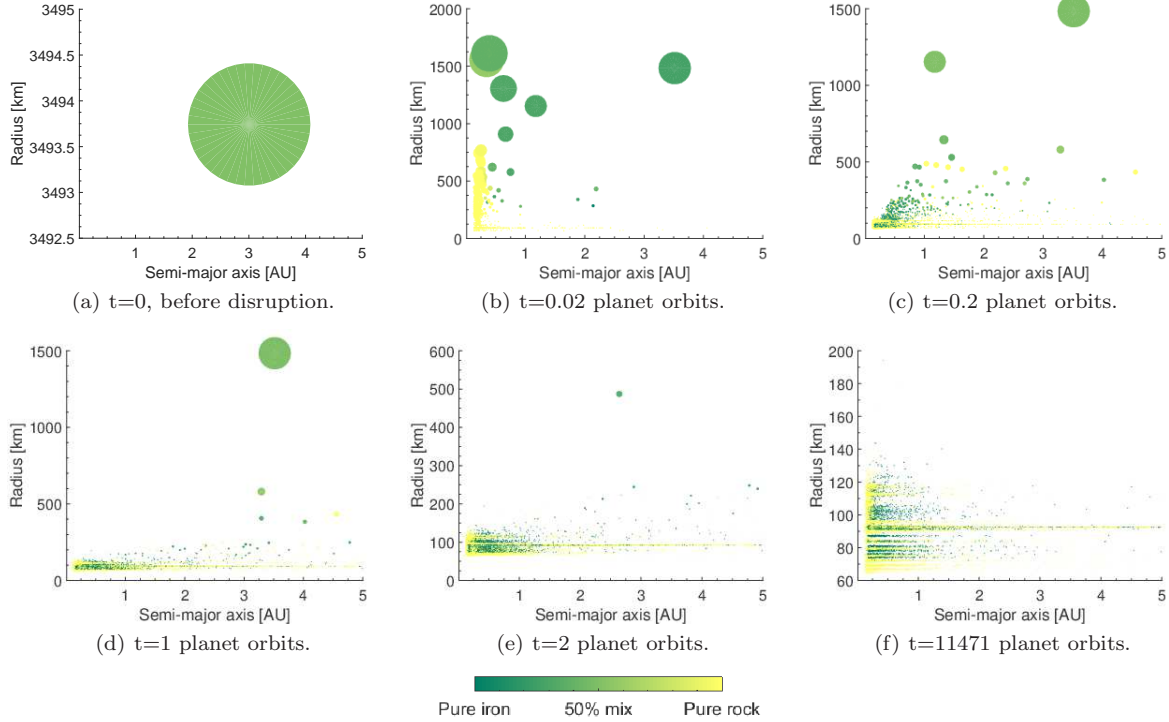 3495
3494.5
3494
3493.5
3493
3492.5
Radius [km]
1 2 3 4 5
Semi-major axis [AU]
(a) t=0, before disruption.
2000
1750
1500
1250
1000
750
500
250
0
Radius [km]
1 2 3 4 5
Semi-major axis [AU]
(b) t=0.02 planet orbits.
1500
1000
500
0
Radius [km]
1 2 3 4 5
Semi-major axis [AU]
(c) t=0.2 planet orbits.
1500
1000
500
0
Radius [km]
1 2 3 4 5
Semi-major axis [AU]
(d) t=1 planet orbits.
600
500
400
300
200
100
0
Radius [km]
1 2 3 4 5
Semi-major axis [AU]
(e) t=2 planet orbits.
200
180
160
140
120
100
80
60
Radius [km]
1 2 3 4 5
Semi-major axis [AU]
(f) t=11471 planet orbits.
Pure iron 50% mix Pure rock